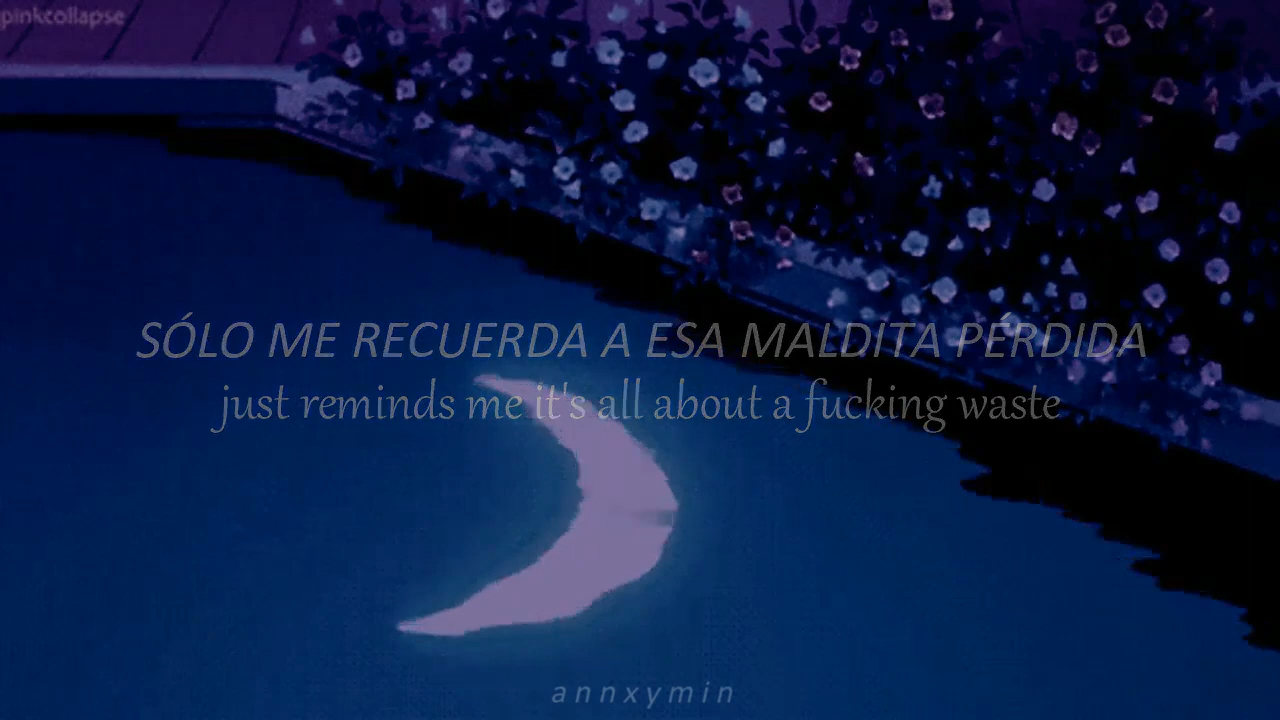 pinkcollapse
SÓLO ME RECUERDA A ESA MALDITA PÉRDIDA
just reminds me it's all about a fucking waste
annxymin